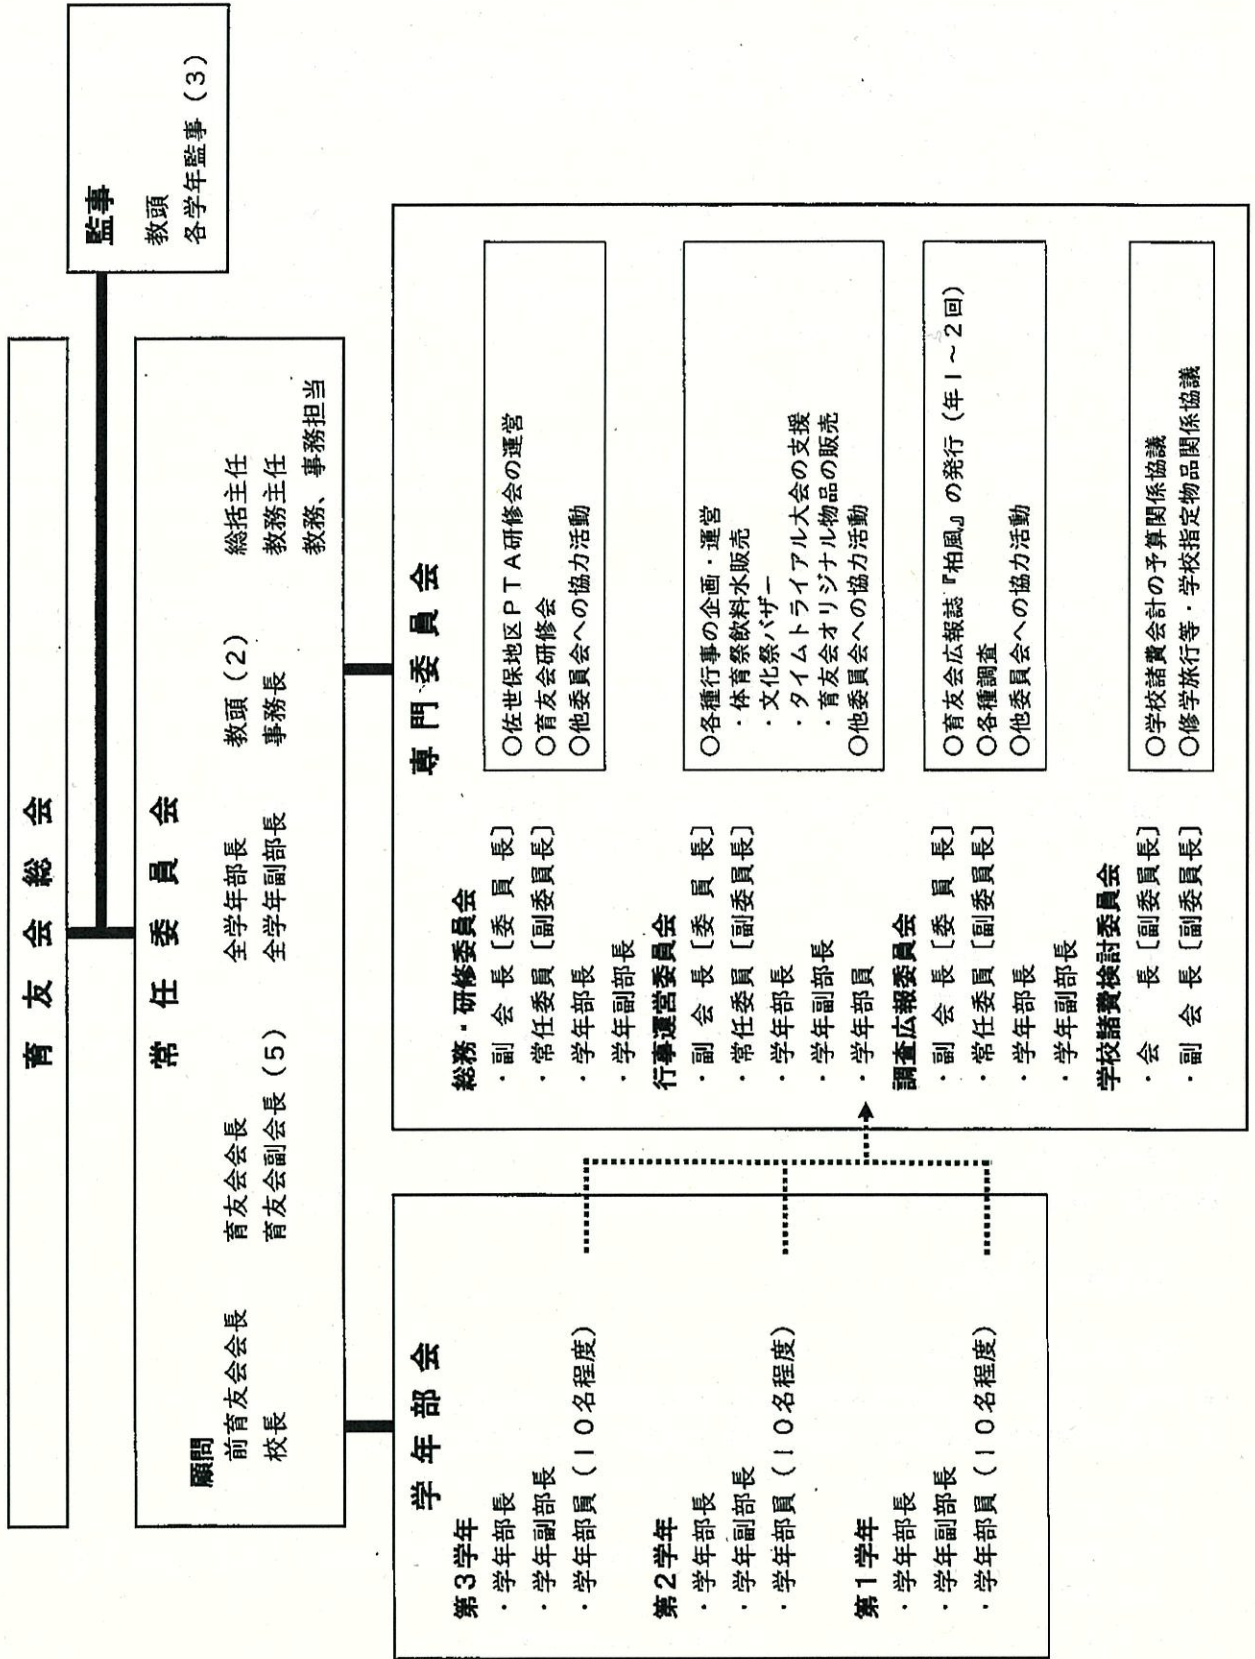 育友会総会
監事
教頭
各学年監事（３）
常任委員会
顧問
前育友会会長　育友会会長　全学年部長　教頭（２）　総括主任
校長　育友会副会長（５）　全学年副部長　事務長　教務主任
教務、事務担当
学年部会
第３学年
・学年部長
・学年副部長
・学年部員（１０名程度）
第２学年
・学年部長
・学年副部長
・学年部員（１０名程度）
第１学年
・学年部長
・学年副部長
・学年部員（１０名程度）
専門委員会
総務・研修委員会
・副会長〔委員長〕
・常任委員〔副委員長〕
・学年部長
・学年副部長
○佐世保地区ＰＴＡ研修会の運営
○育友会研修会
○他委員会への協力活動
行事運営委員会
・副会長〔委員長〕
・常任委員〔副委員長〕
・学年部長
・学年副部長
・学年部員
○各種行事の企画・運営
・体育祭飲料水販売
・文化祭バザー
・タイムトライアル大会の支援
・育友会オリジナル物品の販売
○他委員会への協力活動
調査広報委員会
・副会長〔委員長〕
・常任委員〔副委員長〕
・学年部長
・学年副部長
○育友会広報誌『柏風』の発行（年１～２回）
○各種調査
○他委員会への協力活動
学校諸費検討委員会
・会長〔副委員長〕
・副会長〔副委員長〕
○学校諸費会計の予算関係協議
○修学旅行等・学校指定物品関係協議